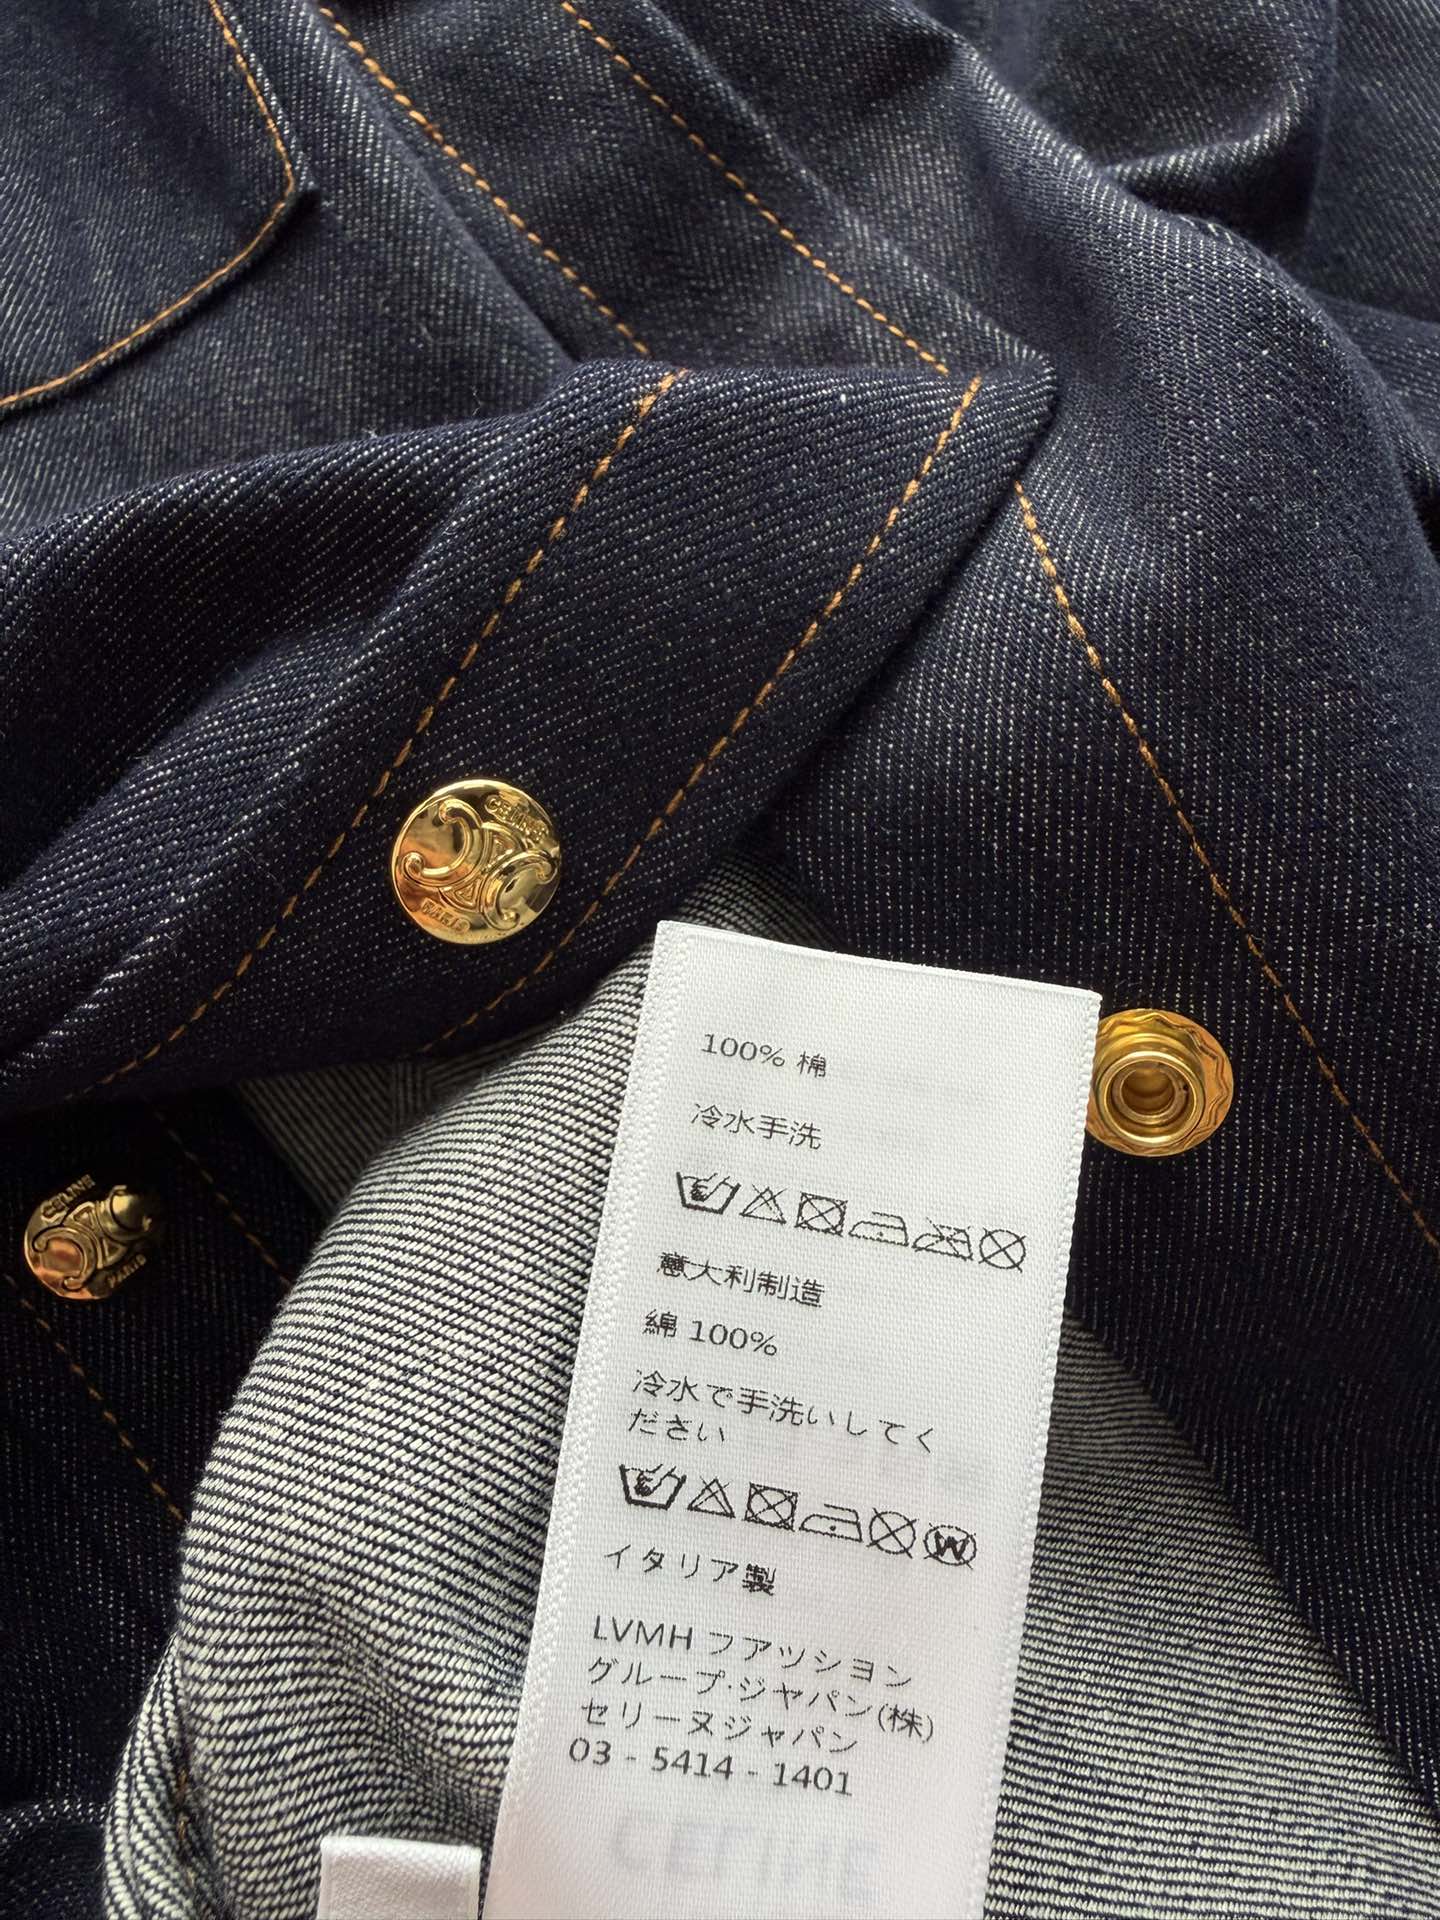 CELINE
PARIS
CELINE
PARIS
100% 棉
冷水手洗
意大利制造
綿 100%
冷水で手洗いしてく
ださい
W
イタリア製
LVMH ファッション
グループ・ジャパン(株)
セリーヌジャパン
03 - 5414 - 1401
CELINE